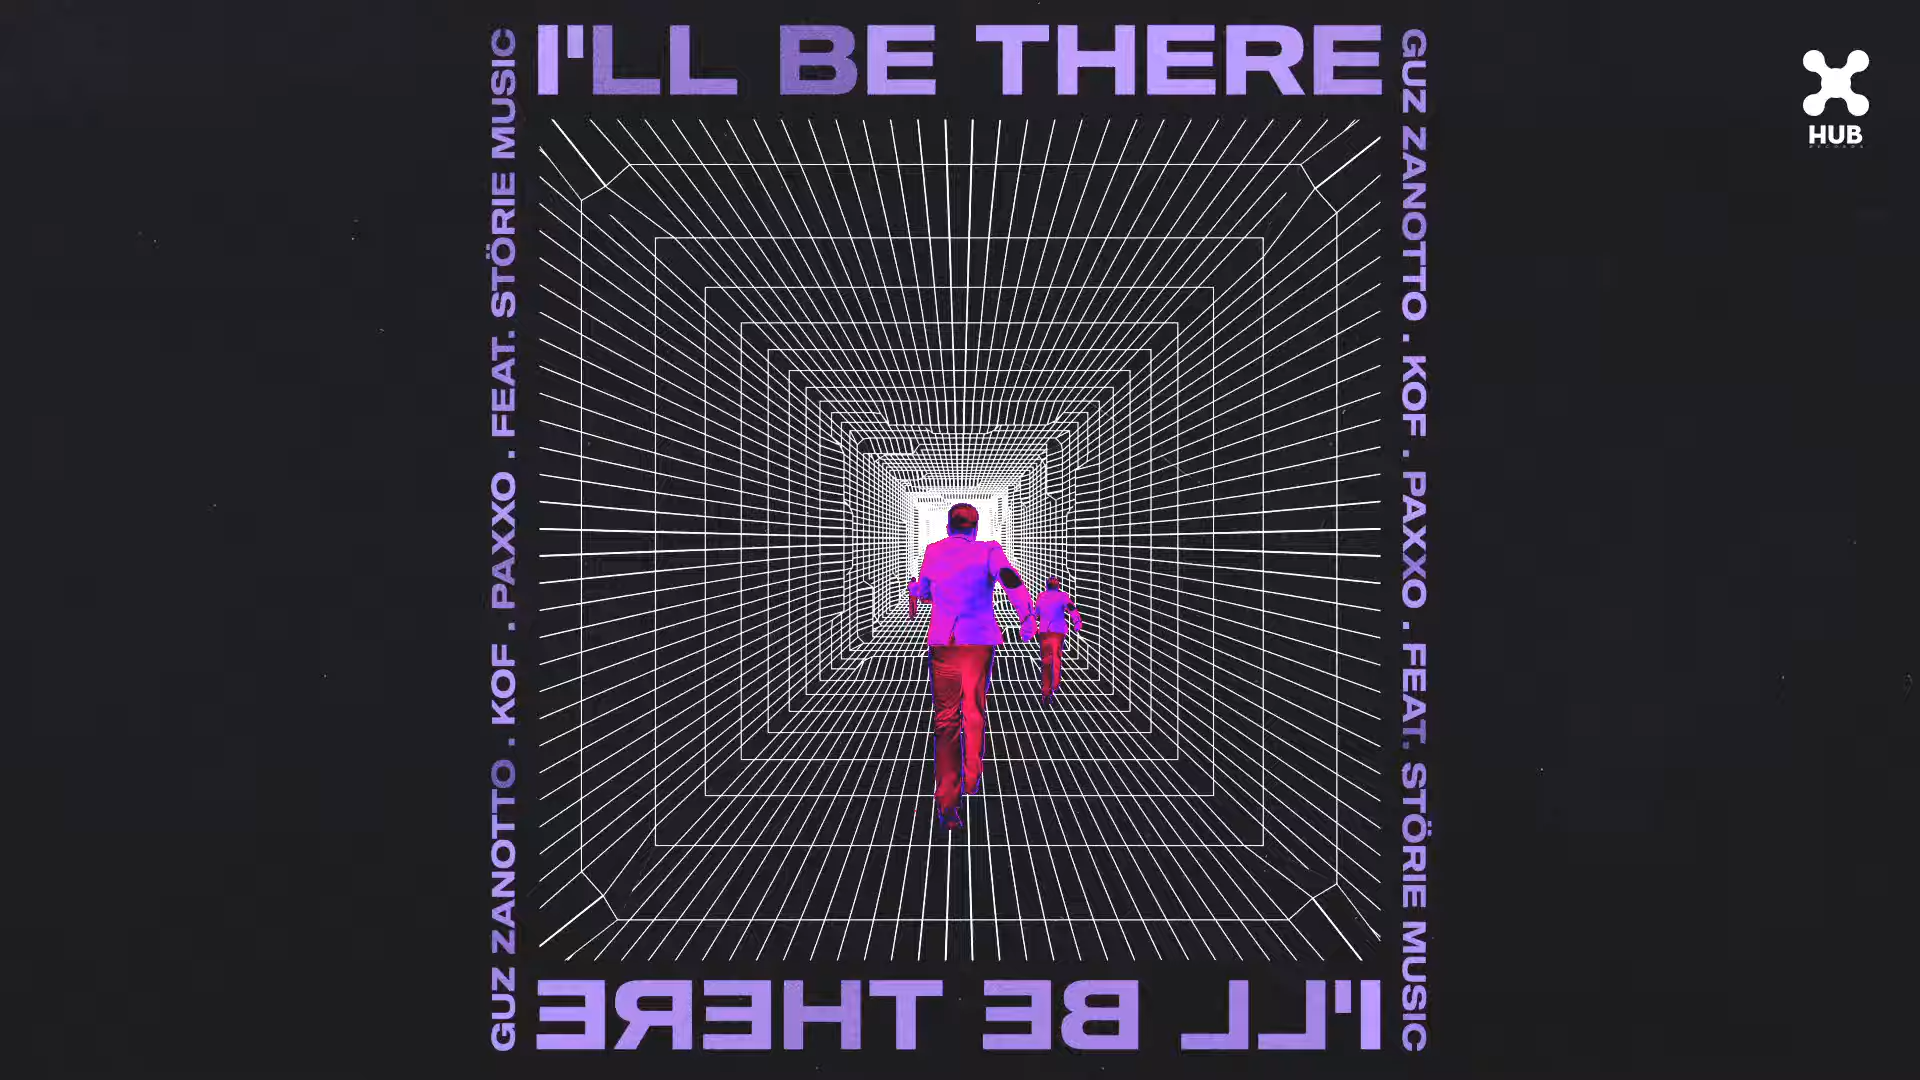 I'LL BE THERE
GUZ ZANOTTO . KOF . PAXXO . FEAT. STÖRIE MUSIC
GUZ ZANOTTO . KOF . PAXXO . FEAT. STÖRIE MUSIC
HUB
RECORDS
I'LL BE THERE